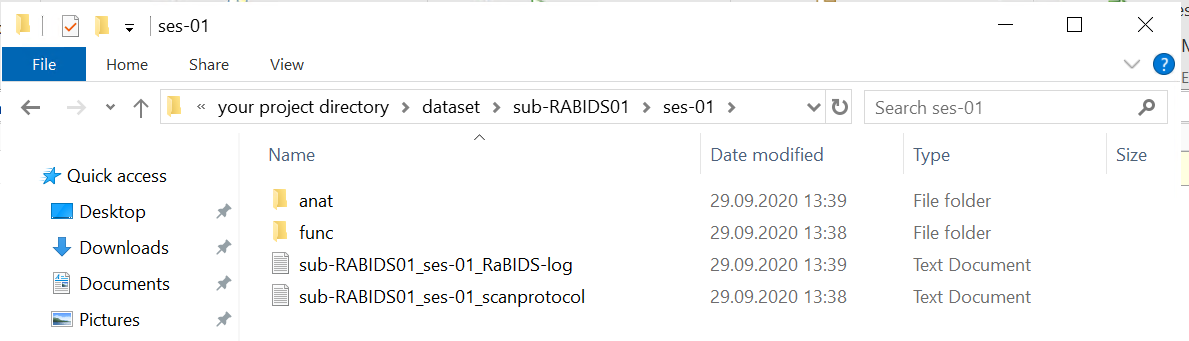 ses-01
File Home Share View
« your project directory > dataset > sub-RABIDS01 > ses-01 > Search ses-01
Name Date modified Type Size
Quick access
Desktop
Downloads
Documents
Pictures
anat 29.09.2020 13:39 File folder
func 29.09.2020 13:38 File folder
sub-RABIDS01_ses-01_RaBIDS-log 29.09.2020 13:39 Text Document
sub-RABIDS01_ses-01_scanprotocol 29.09.2020 13:38 Text Document